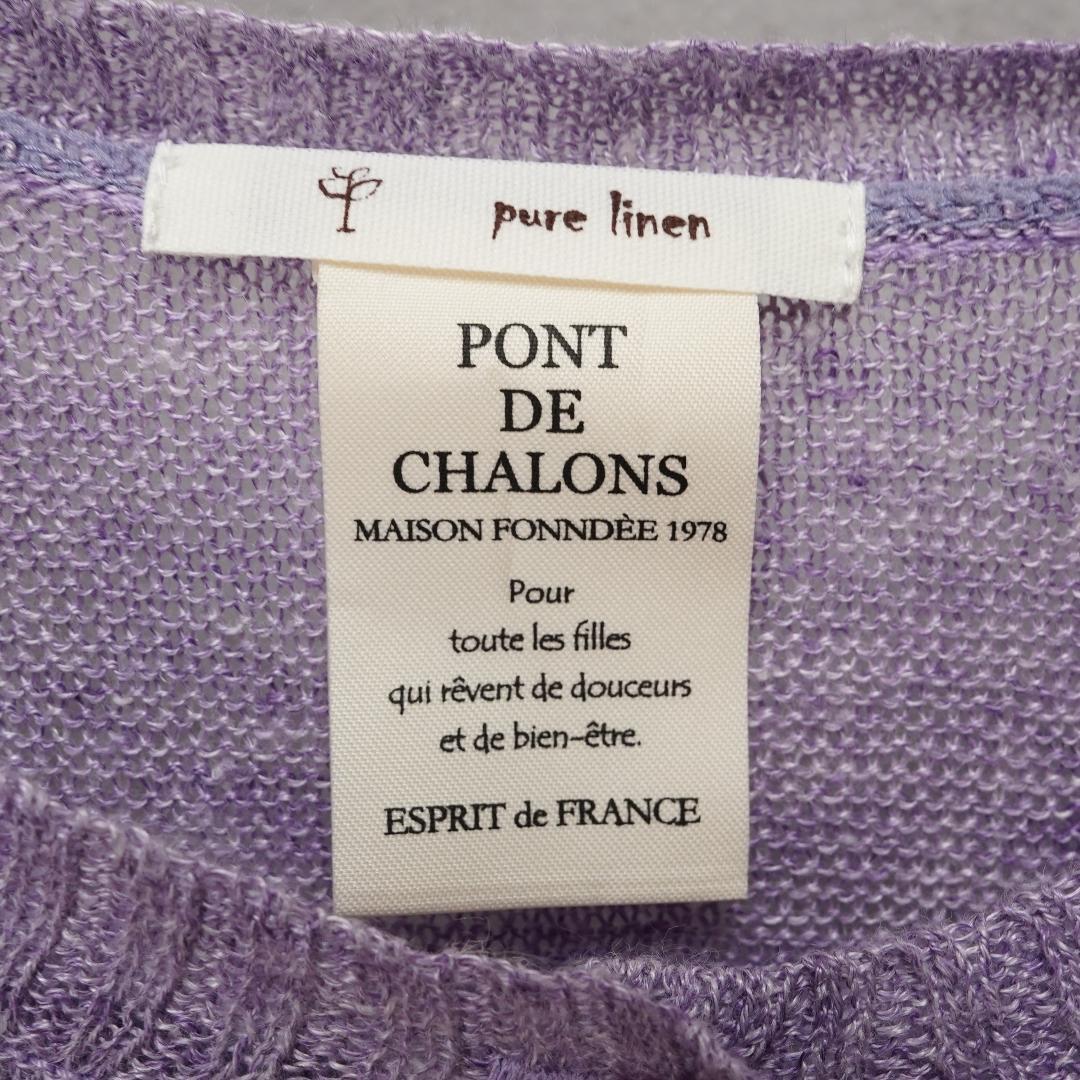 pure linen
PONT
DE
CHALONS
MAISON FONNDÈE 1978
Pour
toute les filles
qui rêvent de douceurs
et de bien-être.
ESPRIT de FRANCE